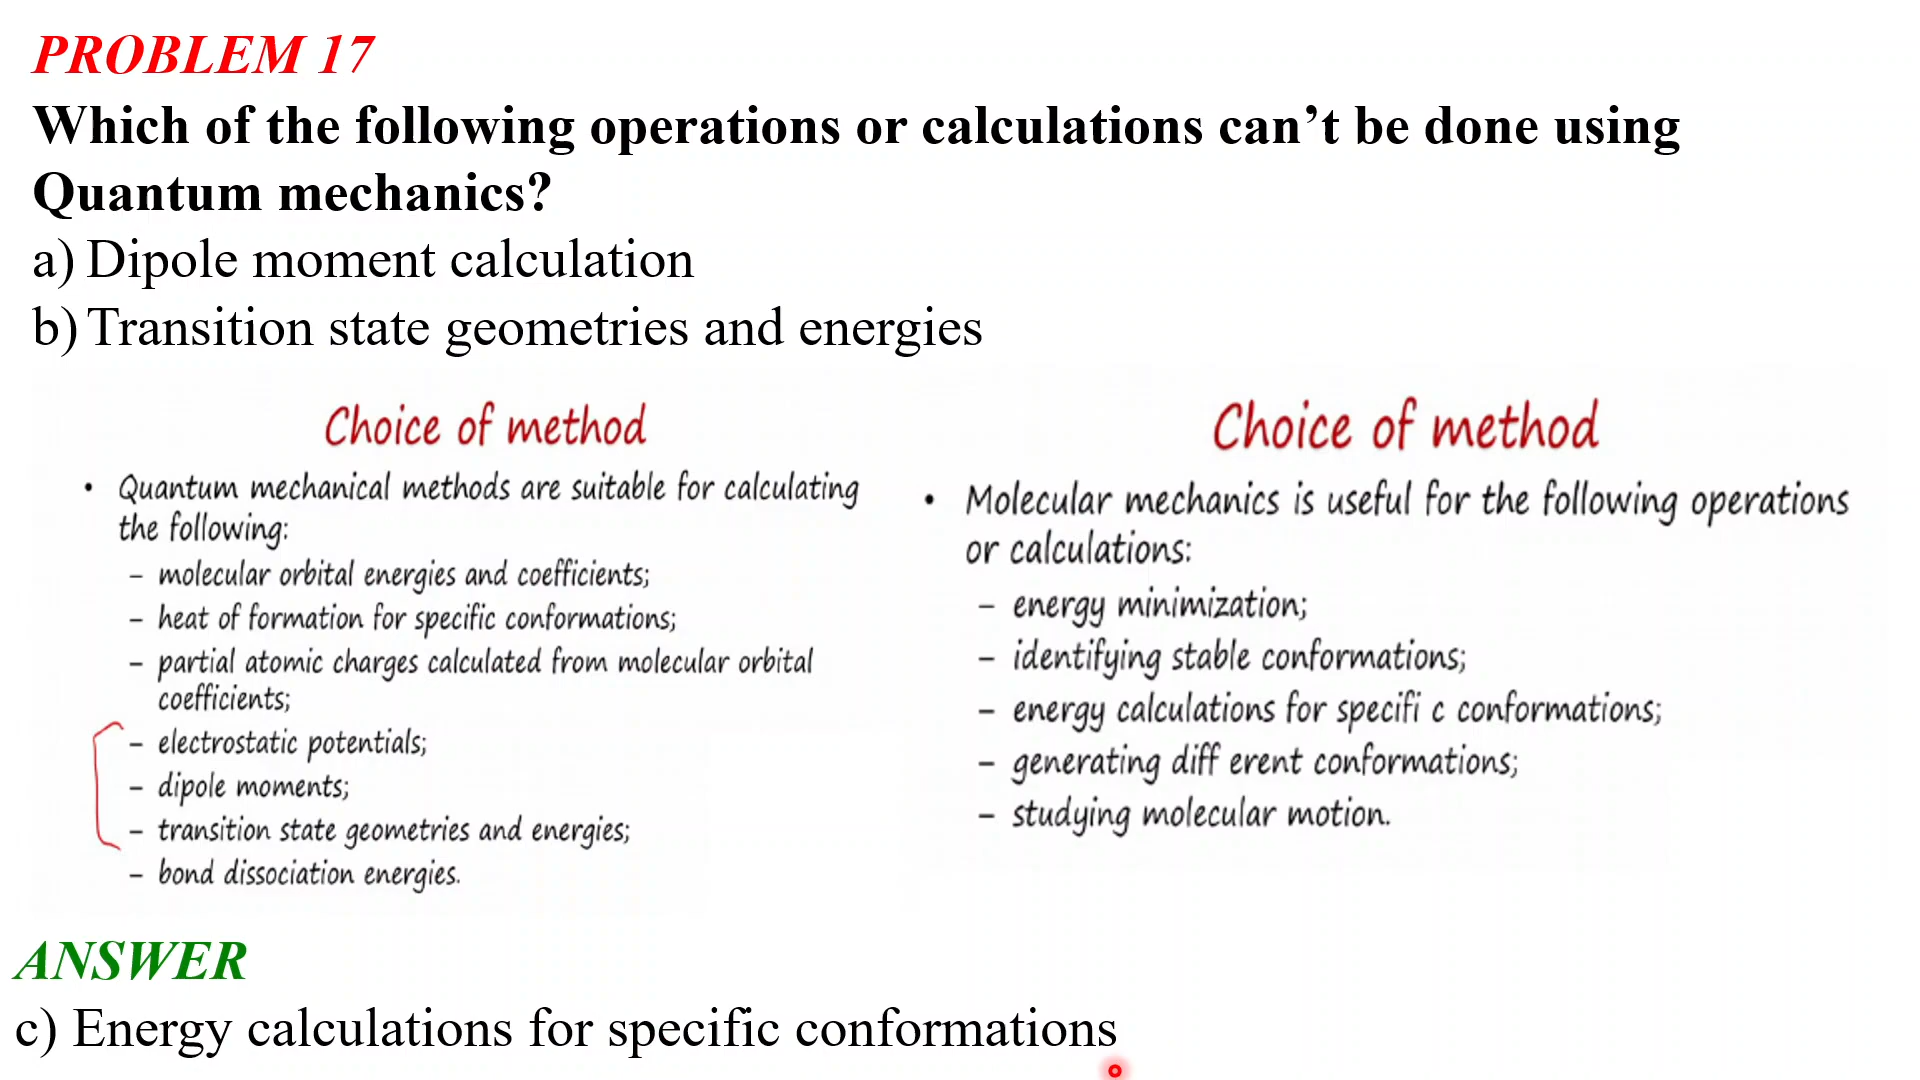 PROBLEM 17
Which of the following operations or calculations can’t be done using
Quantum mechanics?
a) Dipole moment calculation
b) Transition state geometries and energies
Choice of method
• Quantum mechanical methods are suitable for calculating
the following:
– molecular orbital energies and coefficients;
– heat of formation for specific conformations;
– partial atomic charges calculated from molecular orbital
coefficients;
– electrostatic potentials;
– dipole moments;
– transition state geometries and energies;
– bond dissociation energies.
Choice of method
• Molecular mechanics is useful for the following operations
or calculations:
– energy minimization;
– identifying stable conformations;
– energy calculations for specifi c conformations;
– generating diff erent conformations;
– studying molecular motion.
ANSWER
c) Energy calculations for specific conformations